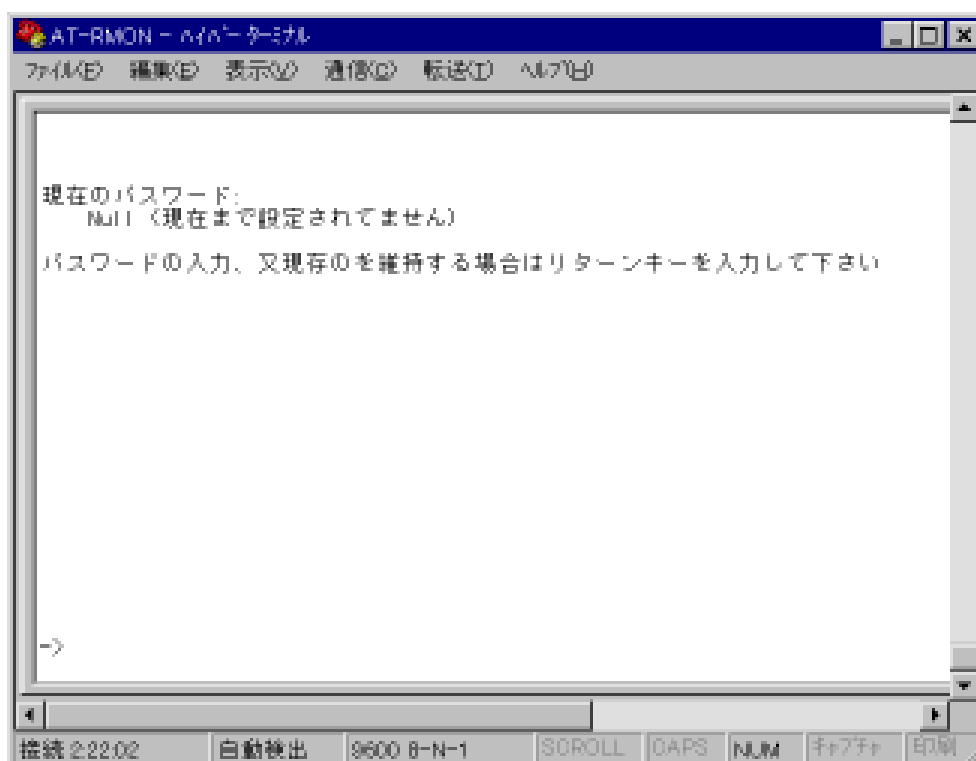 AT-RMON - ﾊｲﾊﾟｰ ﾀｰﾐﾅﾙ
ﾌｧｲﾙ(F) 編集(E) 表示(V) 通信(C) 転送(T) ﾍﾙﾌﾟ(H)
現在のパスワード:
Null (現在まで設定されてません)
パスワードの入力、又現存のを維持する場合はリターンキーを入力して下さい
->
接続 2:22:02 自動検出 9600 8-N-1 SCROLL CAPS NUM ｷｬﾌﾟﾁｬ 印刷